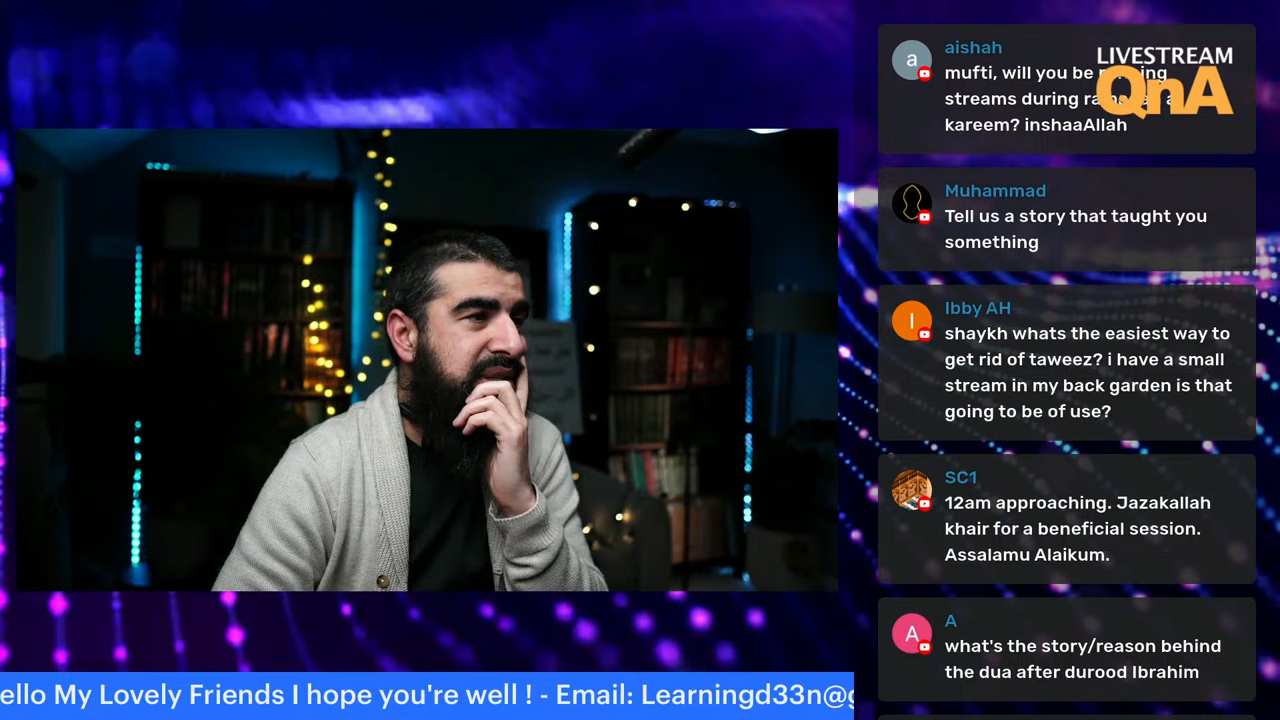 aishah
mufti, will you be
streams during
kareem? inshaaAllah
LIVESTREAM
QnA
Muhammad
Tell us a story that taught you
something
Ibby AH
shaykh whats the easiest way to
get rid of taweez? i have a small
stream in my back garden is that
going to be of use?
SC1
12am approaching. Jazakallah
khair for a beneficial session.
Assalamu Alaikum.
A
what's the story/reason behind
the dua after durood Ibrahim
ello My Lovely Friends I hope you're well ! - Email: Learningd33n@g